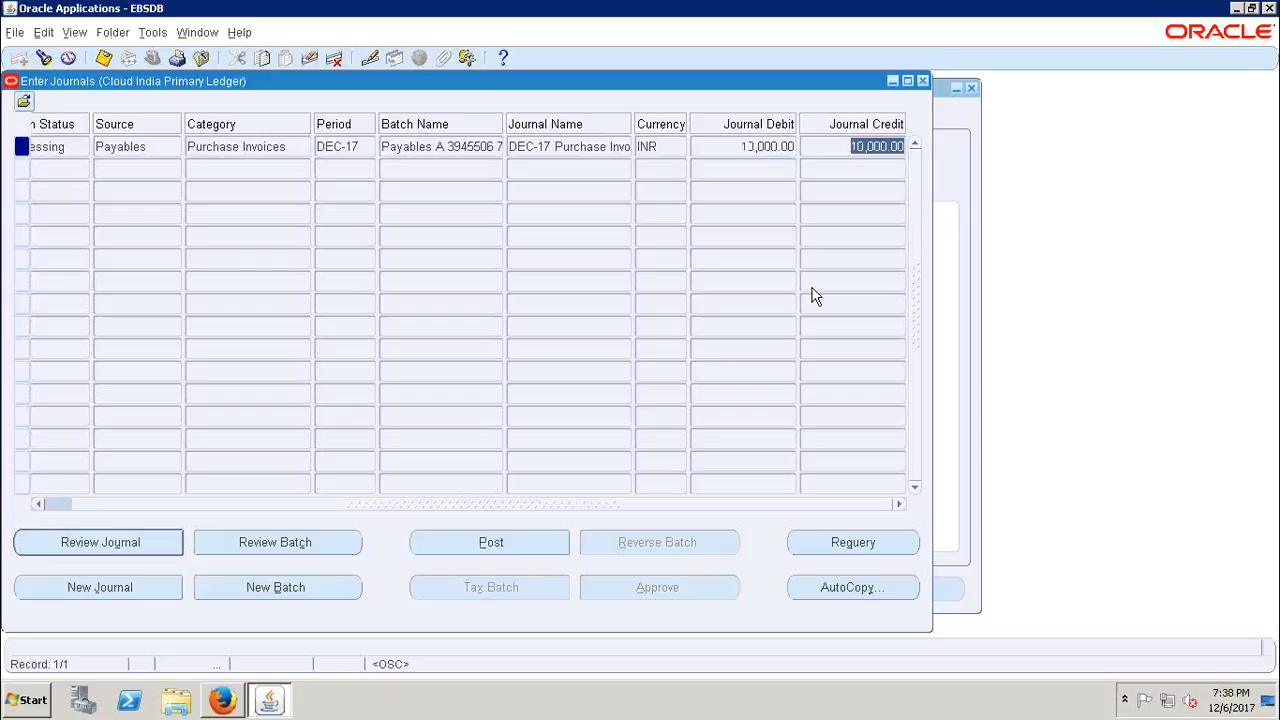 Oracle Applications - EBSDB
File Edit View Folder Tools Window Help
ORACLE
Enter Journals (Cloud India Primary Ledger)
Status Source Category Period Batch Name Journal Name Currency Journal Debit Journal Credit
essing Payables Purchase Invoices DEC-17 Payables A 3945506 7 DEC-17 Purchase Invo INR 10,000.00 10,000.00
Review Journal Review Batch Post Reverse Batch Requery
New Journal New Batch Tax Batch Approve AutoCopy...
Record: 1/1 ... <OSC>
Start 7:38 PM
12/6/2017